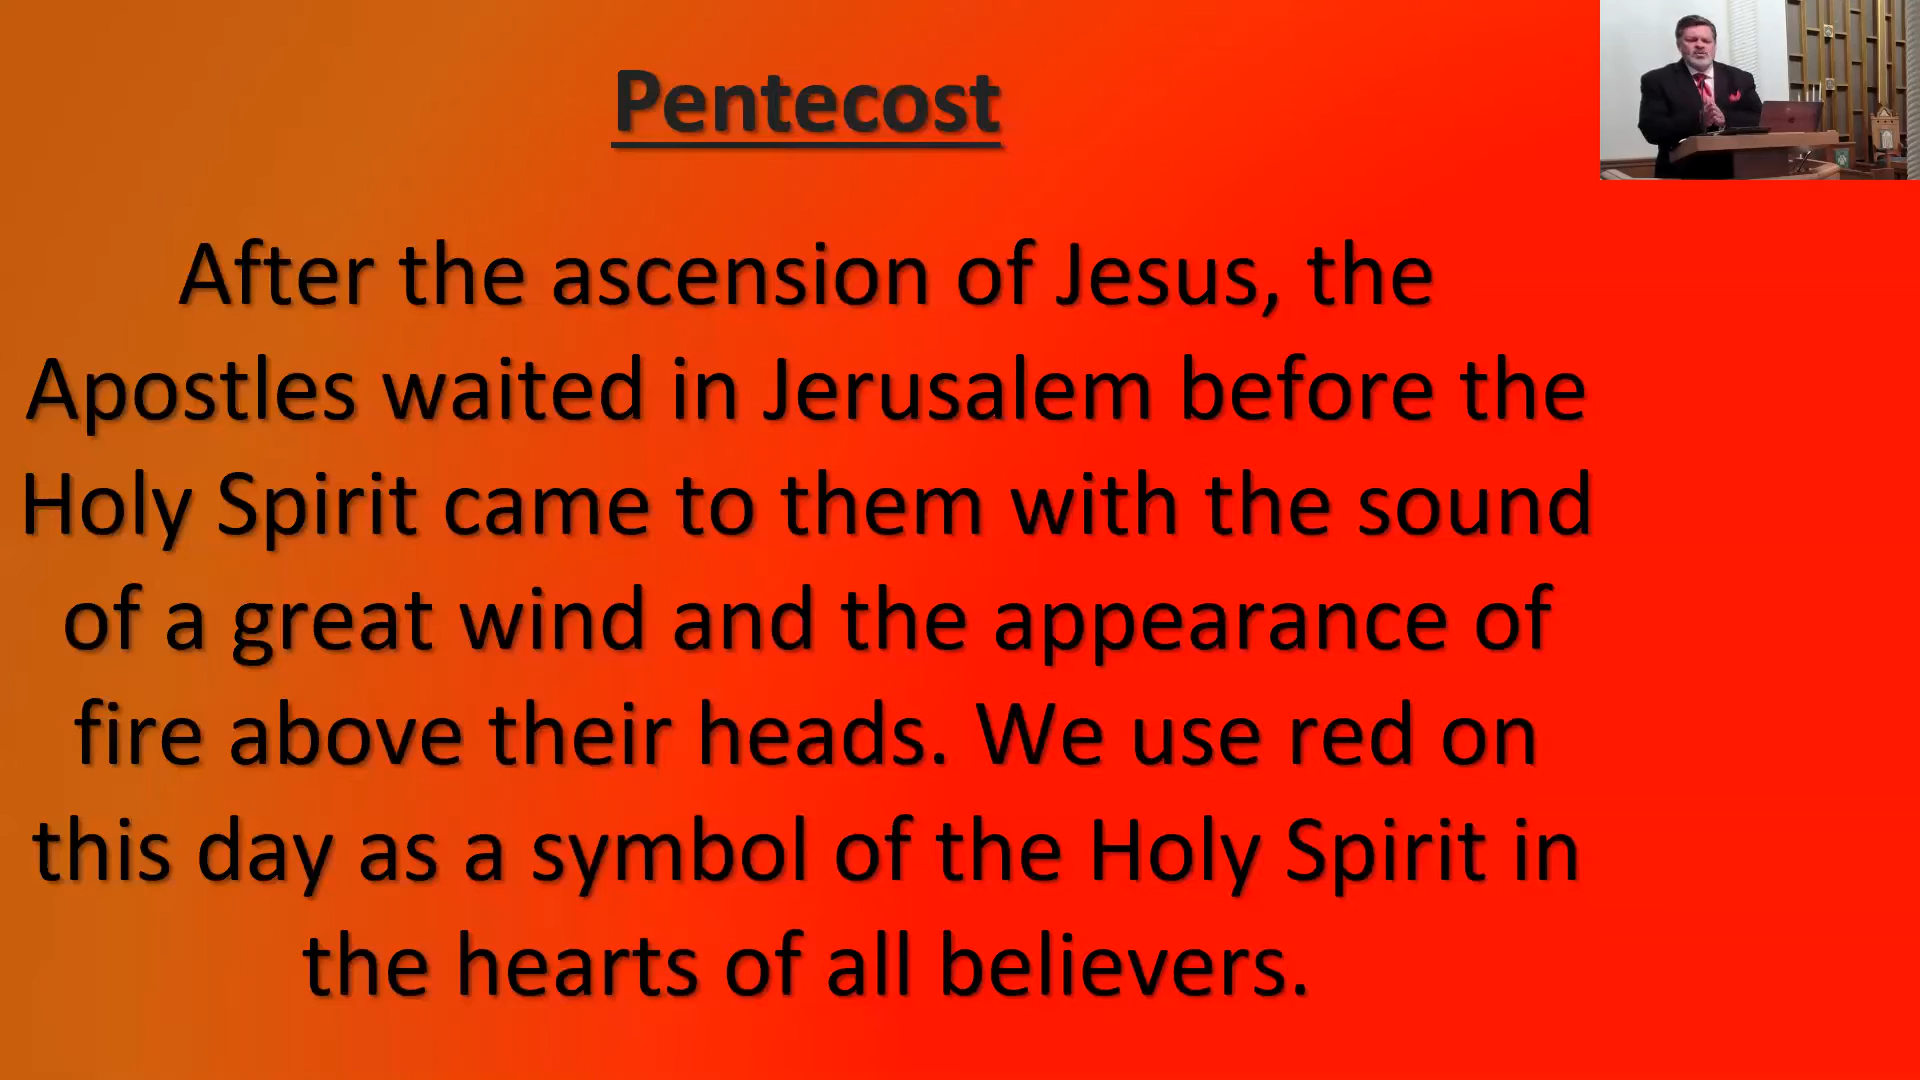 Pentecost
After the ascension of Jesus, the
Apostles waited in Jerusalem before the
Holy Spirit came to them with the sound
of a great wind and the appearance of
fire above their heads. We use red on
this day as a symbol of the Holy Spirit in
the hearts of all believers.